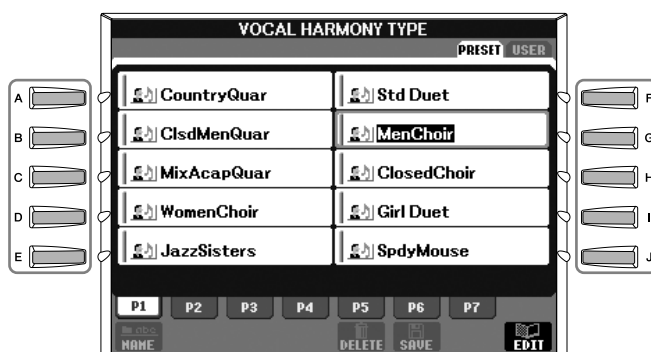 VOCAL HARMONY TYPE
PRESET USER
A CountryQuar Std Duet F
B ClsdMenQuar MenChoir G
C MixAcapQuar ClosedChoir H
D WomenChoir Girl Duet I
E JazzSisters SpdyMouse J
P1 P2 P3 P4 P5 P6 P7
NAME DELETE SAVE EDIT